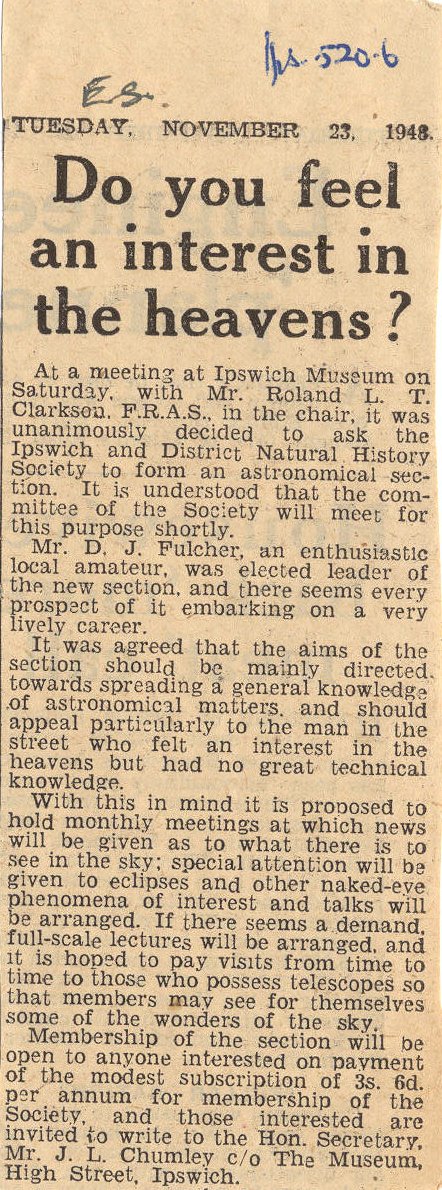 Ips. 520.6
E.S.
TUESDAY, NOVEMBER 23, 1948.
Do you feel
an interest in
the heavens?
At a meeting at Ipswich Museum on
Saturday, with Mr. Roland L. T.
Clarkson, F.R.A.S., in the chair, it was
unanimously decided to ask the
Ipswich and District Natural History
Society to form an astronomical sec-
tion. It is understood that the com-
mittee of the Society will meet for
this purpose shortly.
Mr. D. J. Fulcher, an enthusiastic
local amateur, was elected leader of
the new section, and there seems every
prospect of it embarking on a very
lively career.
It was agreed that the aims of the
section should be mainly directed
towards spreading a general knowledge
of astronomical matters, and should
appeal particularly to the man in the
street who felt an interest in the
heavens but had no great technical
knowledge.
With this in mind it is proposed to
hold monthly meetings at which news
will be given as to what there is to
see in the sky; special attention will be
given to eclipses and other naked-eye
phenomena of interest and talks will
be arranged. If there seems a demand,
full-scale lectures will be arranged, and
it is hoped to pay visits from time to
time to those who possess telescopes so
that members may see for themselves
some of the wonders of the sky.
Membership of the section will be
open to anyone interested on payment
of the modest subscription of 3s. 6d.
per annum for membership of the
Society, and those interested are
invited to write to the Hon. Secretary,
Mr. J. L. Chumley c/o The Museum,
High Street, Ipswich.